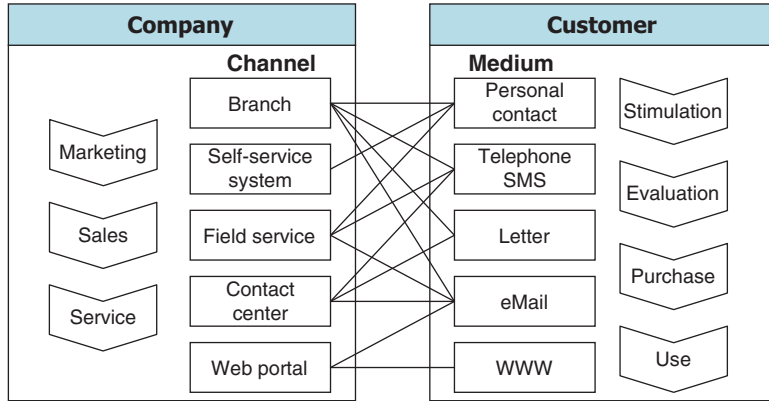 Company
Customer
Channel
Medium
Marketing
Sales
Service
Branch
Self-service
system
Field service
Contact
center
Web portal
Personal
contact
Telephone
SMS
Letter
eMail
WWW
Stimulation
Evaluation
Purchase
Use